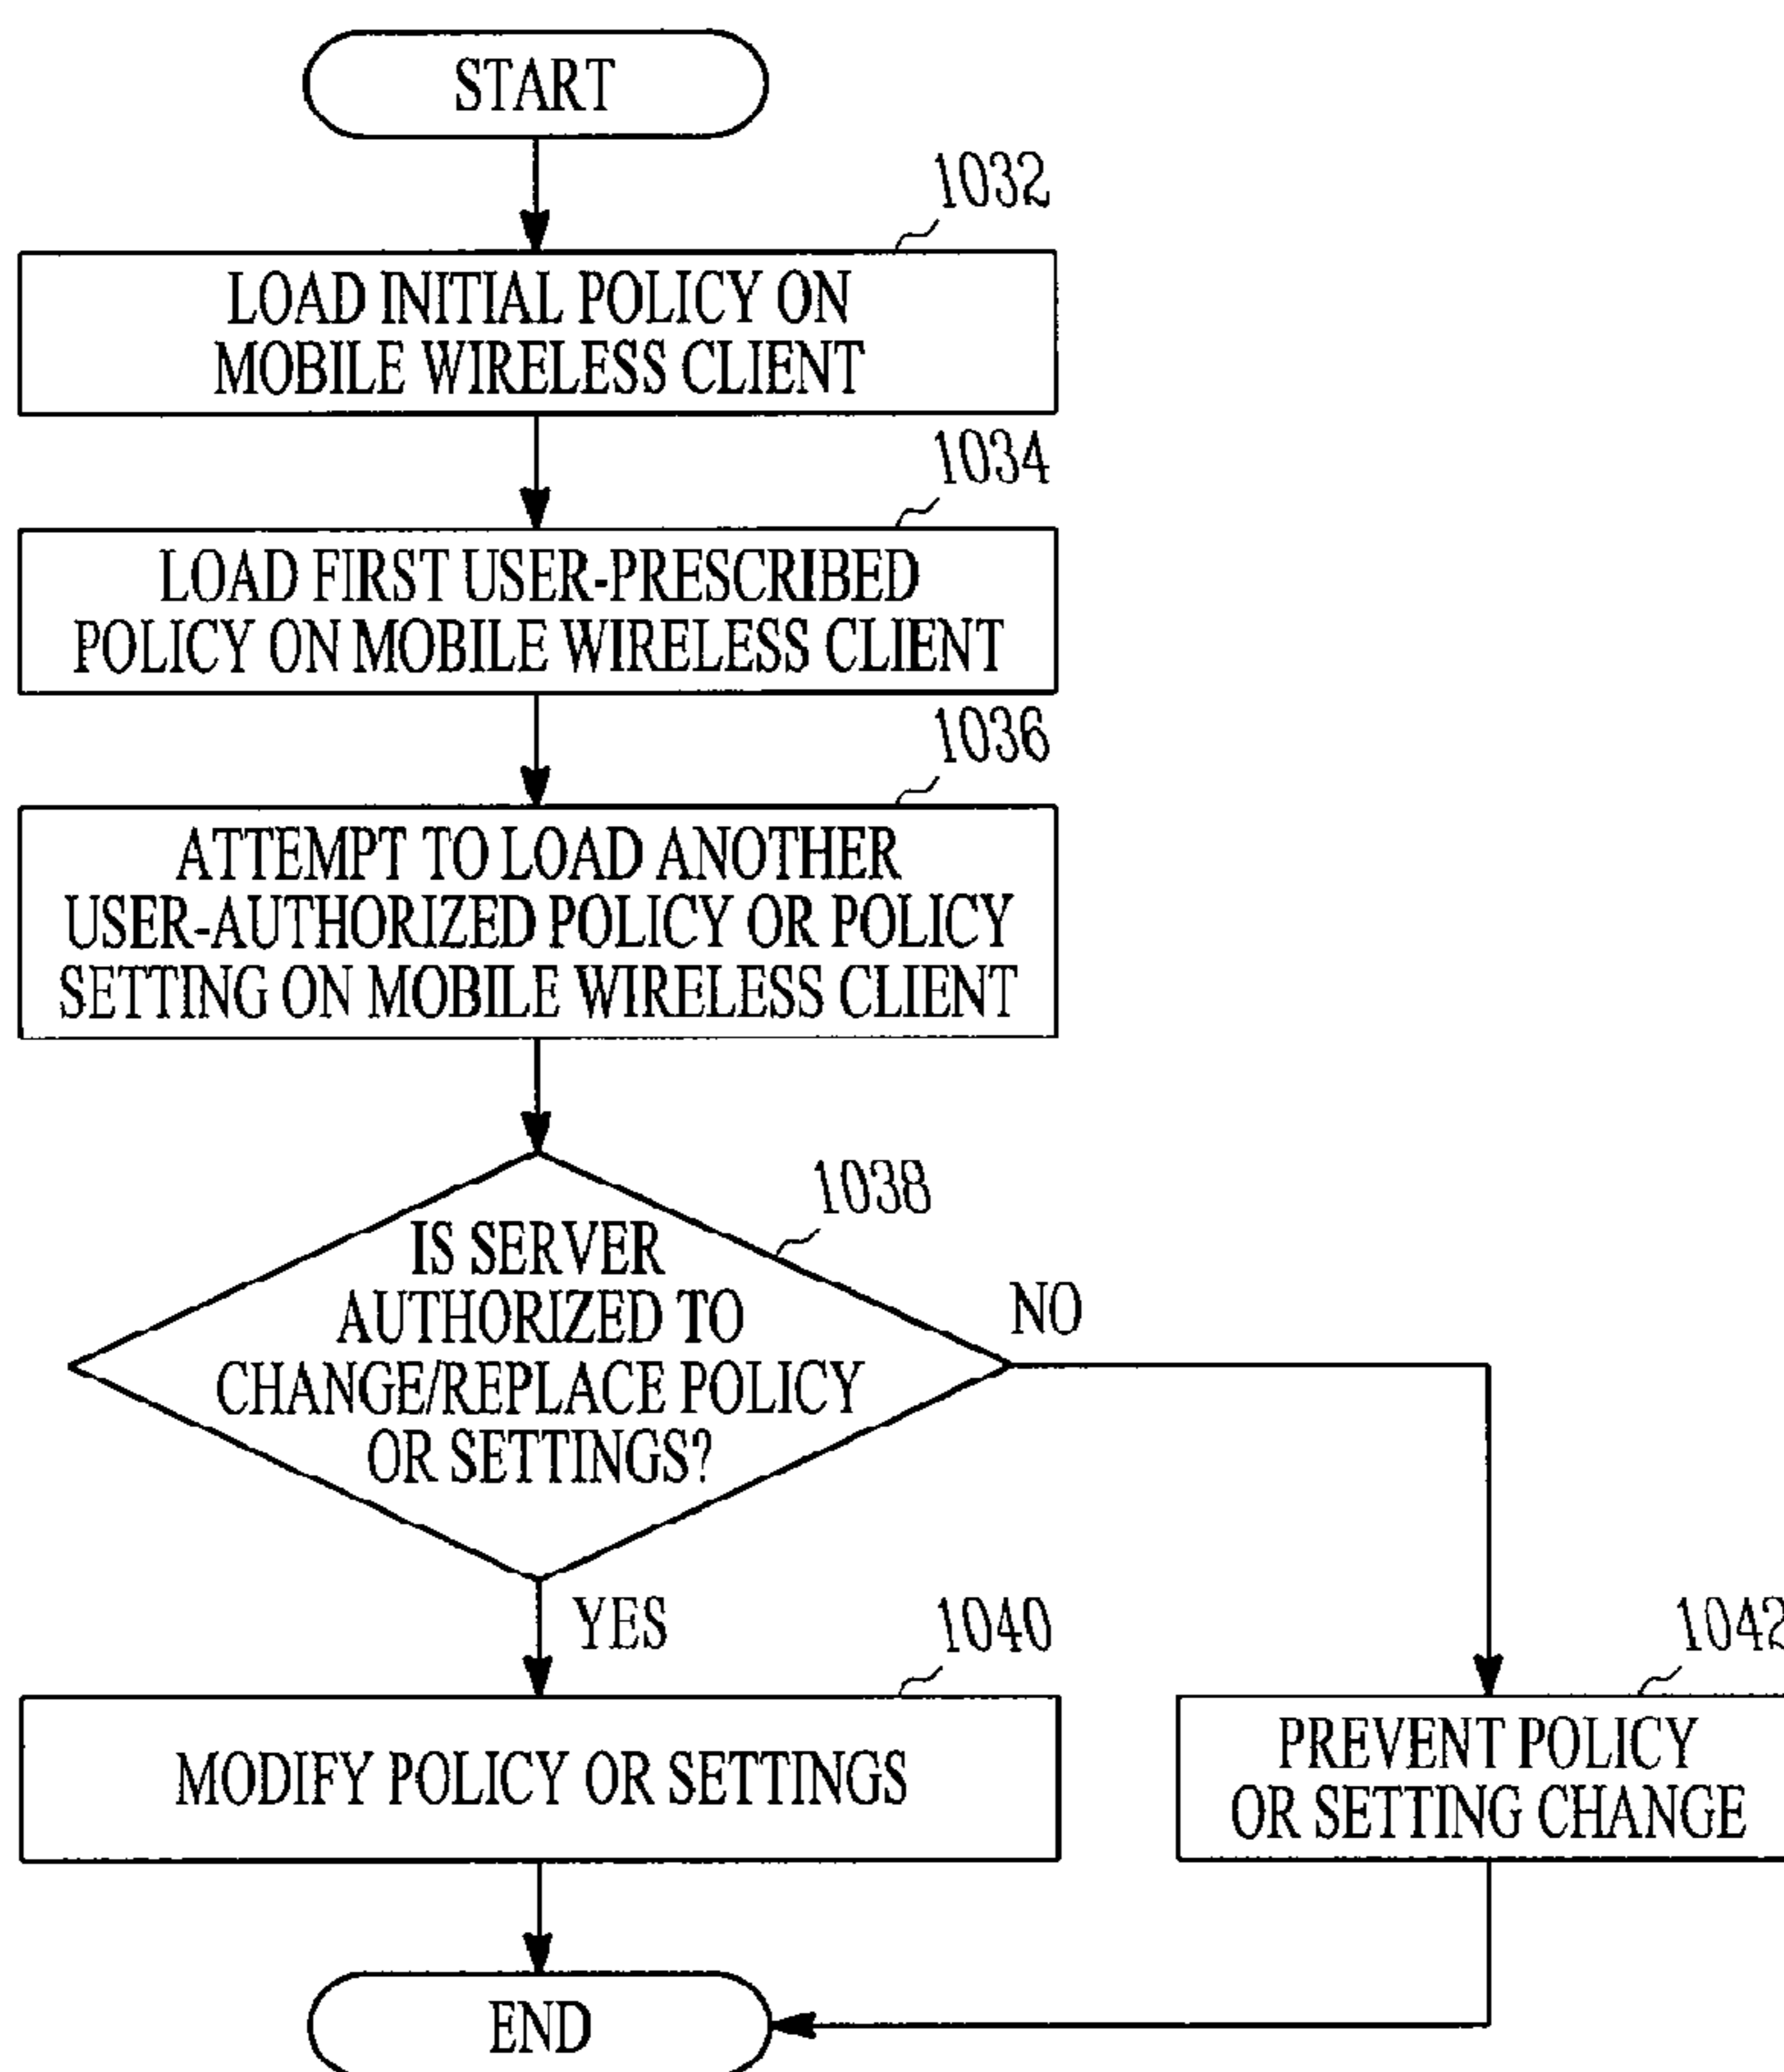 START
1032
LOAD INITIAL POLICY ON
MOBILE WIRELESS CLIENT
1034
LOAD FIRST USER-PRESCRIBED
POLICY ON MOBILE WIRELESS CLIENT
1036
ATTEMPT TO LOAD ANOTHER
USER-AUTHORIZED POLICY OR POLICY
SETTING ON MOBILE WIRELESS CLIENT
1038
IS SERVER
AUTHORIZED TO
CHANGE/REPLACE POLICY
OR SETTINGS?
NO
YES
1040
MODIFY POLICY OR SETTINGS
1042
PREVENT POLICY
OR SETTING CHANGE
END